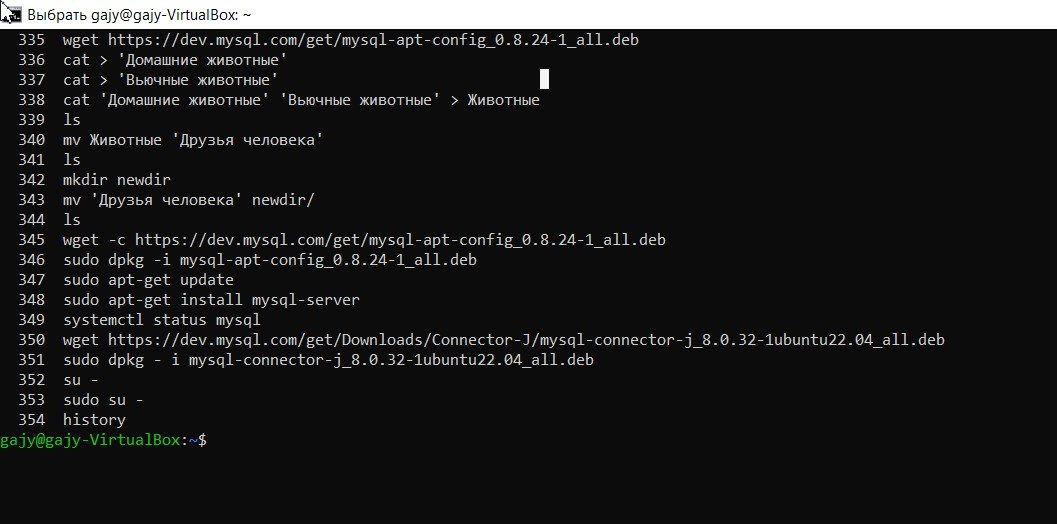 Выбрать gajy@gajy-VirtualBox: ~
335 wget https://dev.mysql.com/get/mysql-apt-config_0.8.24-1_all.deb
336 cat > 'Домашние животные'
337 cat > 'Вьючные животные'
338 cat 'Домашние животные' 'Вьючные животные' > Животные
339 ls
340 mv Животные 'Друзья человека'
341 ls
342 mkdir newdir
343 mv 'Друзья человека' newdir/
344 ls
345 wget -c https://dev.mysql.com/get/mysql-apt-config_0.8.24-1_all.deb
346 sudo dpkg -i mysql-apt-config_0.8.24-1_all.deb
347 sudo apt-get update
348 sudo apt-get install mysql-server
349 systemctl status mysql
350 wget https://dev.mysql.com/get/Downloads/Connector-J/mysql-connector-j_8.0.32-1ubuntu22.04_all.deb
351 sudo dpkg - i mysql-connector-j_8.0.32-1ubuntu22.04_all.deb
352 su -
353 sudo su -
354 history
gajy@gajy-VirtualBox:~$